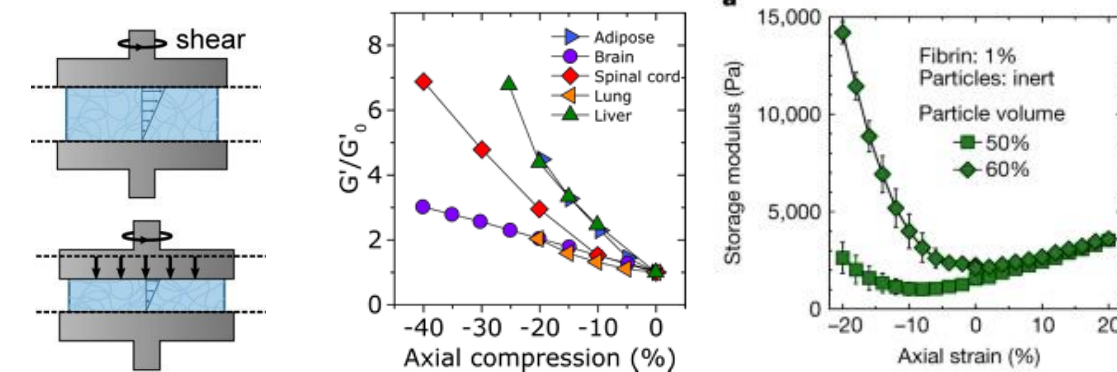 shear
G'/G'₀
8
6
4
2
0
Adipose
Brain
Spinal cord
Lung
Liver
-40 -30 -20 -10 0
Axial compression (%)
a
Storage modulus (Pa)
15,000
10,000
5,000
0
Fibrin: 1%
Particles: inert
Particle volume
50%
60%
–20 –10 0 10 20
Axial strain (%)